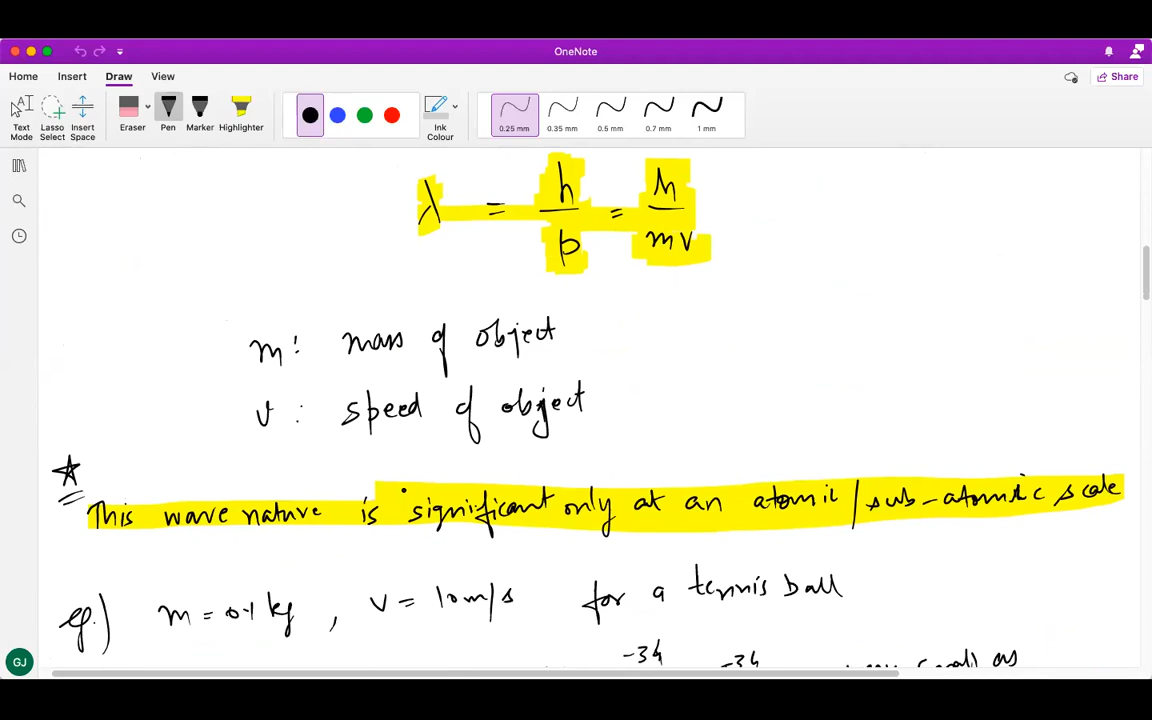 OneNote
Home Insert Draw View
Share
Text Mode
Lasso Select
Insert Space
Eraser
Pen
Marker
Highlighter
Ink Colour
0.25 mm
0.35 mm
0.5 mm
0.7 mm
1 mm
λ = h/p = h/mv
m: mass of object
v: speed of object
This wave nature is significant only at an atomic/sub-atomic scale
eg.) m = 0.1 kg, v = 10 m/s for a tennis ball
-34 -34 as
GJ